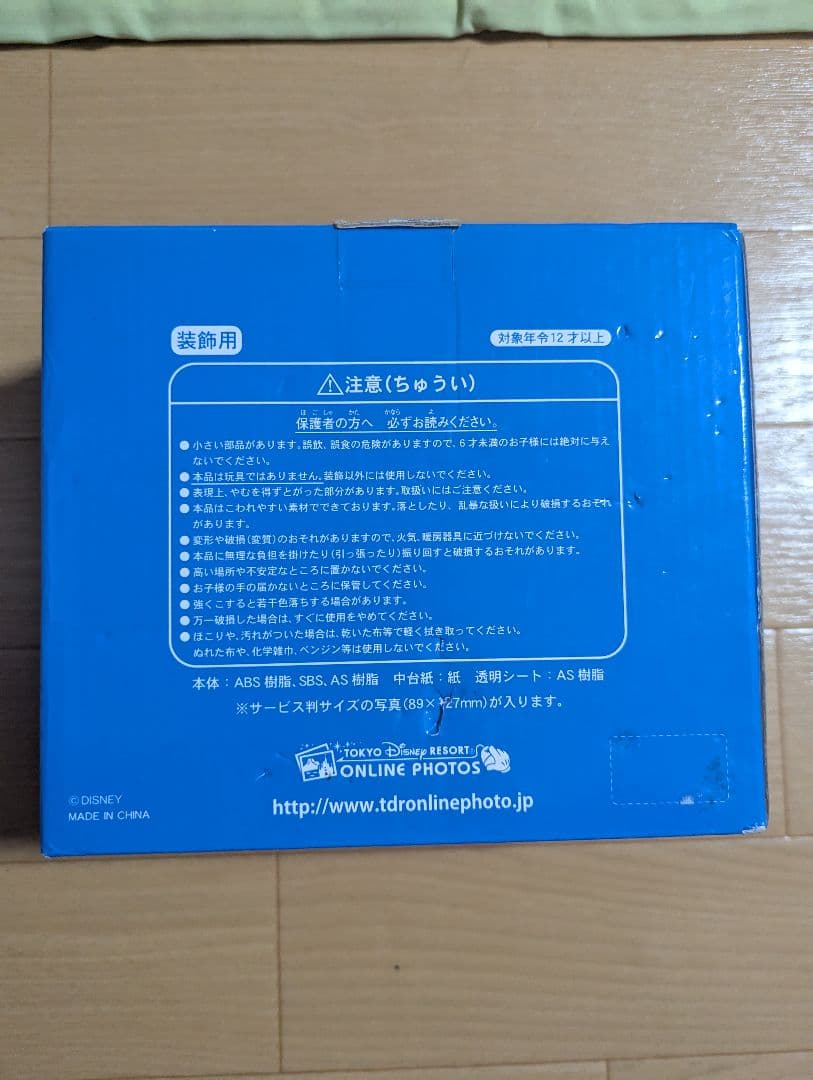 装飾用
対象年令12才以上
⚠注意(ちゅうい)
保護者の方へ 必ずお読みください。
●小さい部品があります。誤飲、誤食の危険がありますので、6才未満のお子様には絶対に与え
ないでください。
●本品は玩具ではありません。装飾以外には使用しないでください。
●表現上、やむを得ずとがった部分があります。取扱いにはご注意ください。
●本品はこわれやすい素材でできております。落としたり、乱暴な扱いにより破損するおそれ
があります。
●変形や破損(変質)のおそれがありますので、火気、暖房器具に近づけないでください。
●本品に無理な負担を掛けたり(引っ張ったり)振り回すと破損するおそれがあります。
●高い場所や不安定なところに置かないでください。
●お子様の手の届かないところに保管してください。
●強くこすると若干色落ちする場合があります。
●万一破損した場合は、すぐに使用をやめてください。
●ほこりや、汚れがついた場合は、乾いた布等で軽く拭き取ってください。
ぬれた布や、化学雑巾、ベンジン等は使用しないでください。
本体:ABS樹脂、SBS、AS樹脂 中台紙:紙 透明シート:AS樹脂
※サービス判サイズの写真(89×127mm)が入ります。
TOKYO Disney RESORT®
ONLINE PHOTOS
http://www.tdronlinephoto.jp
©DISNEY
MADE IN CHINA